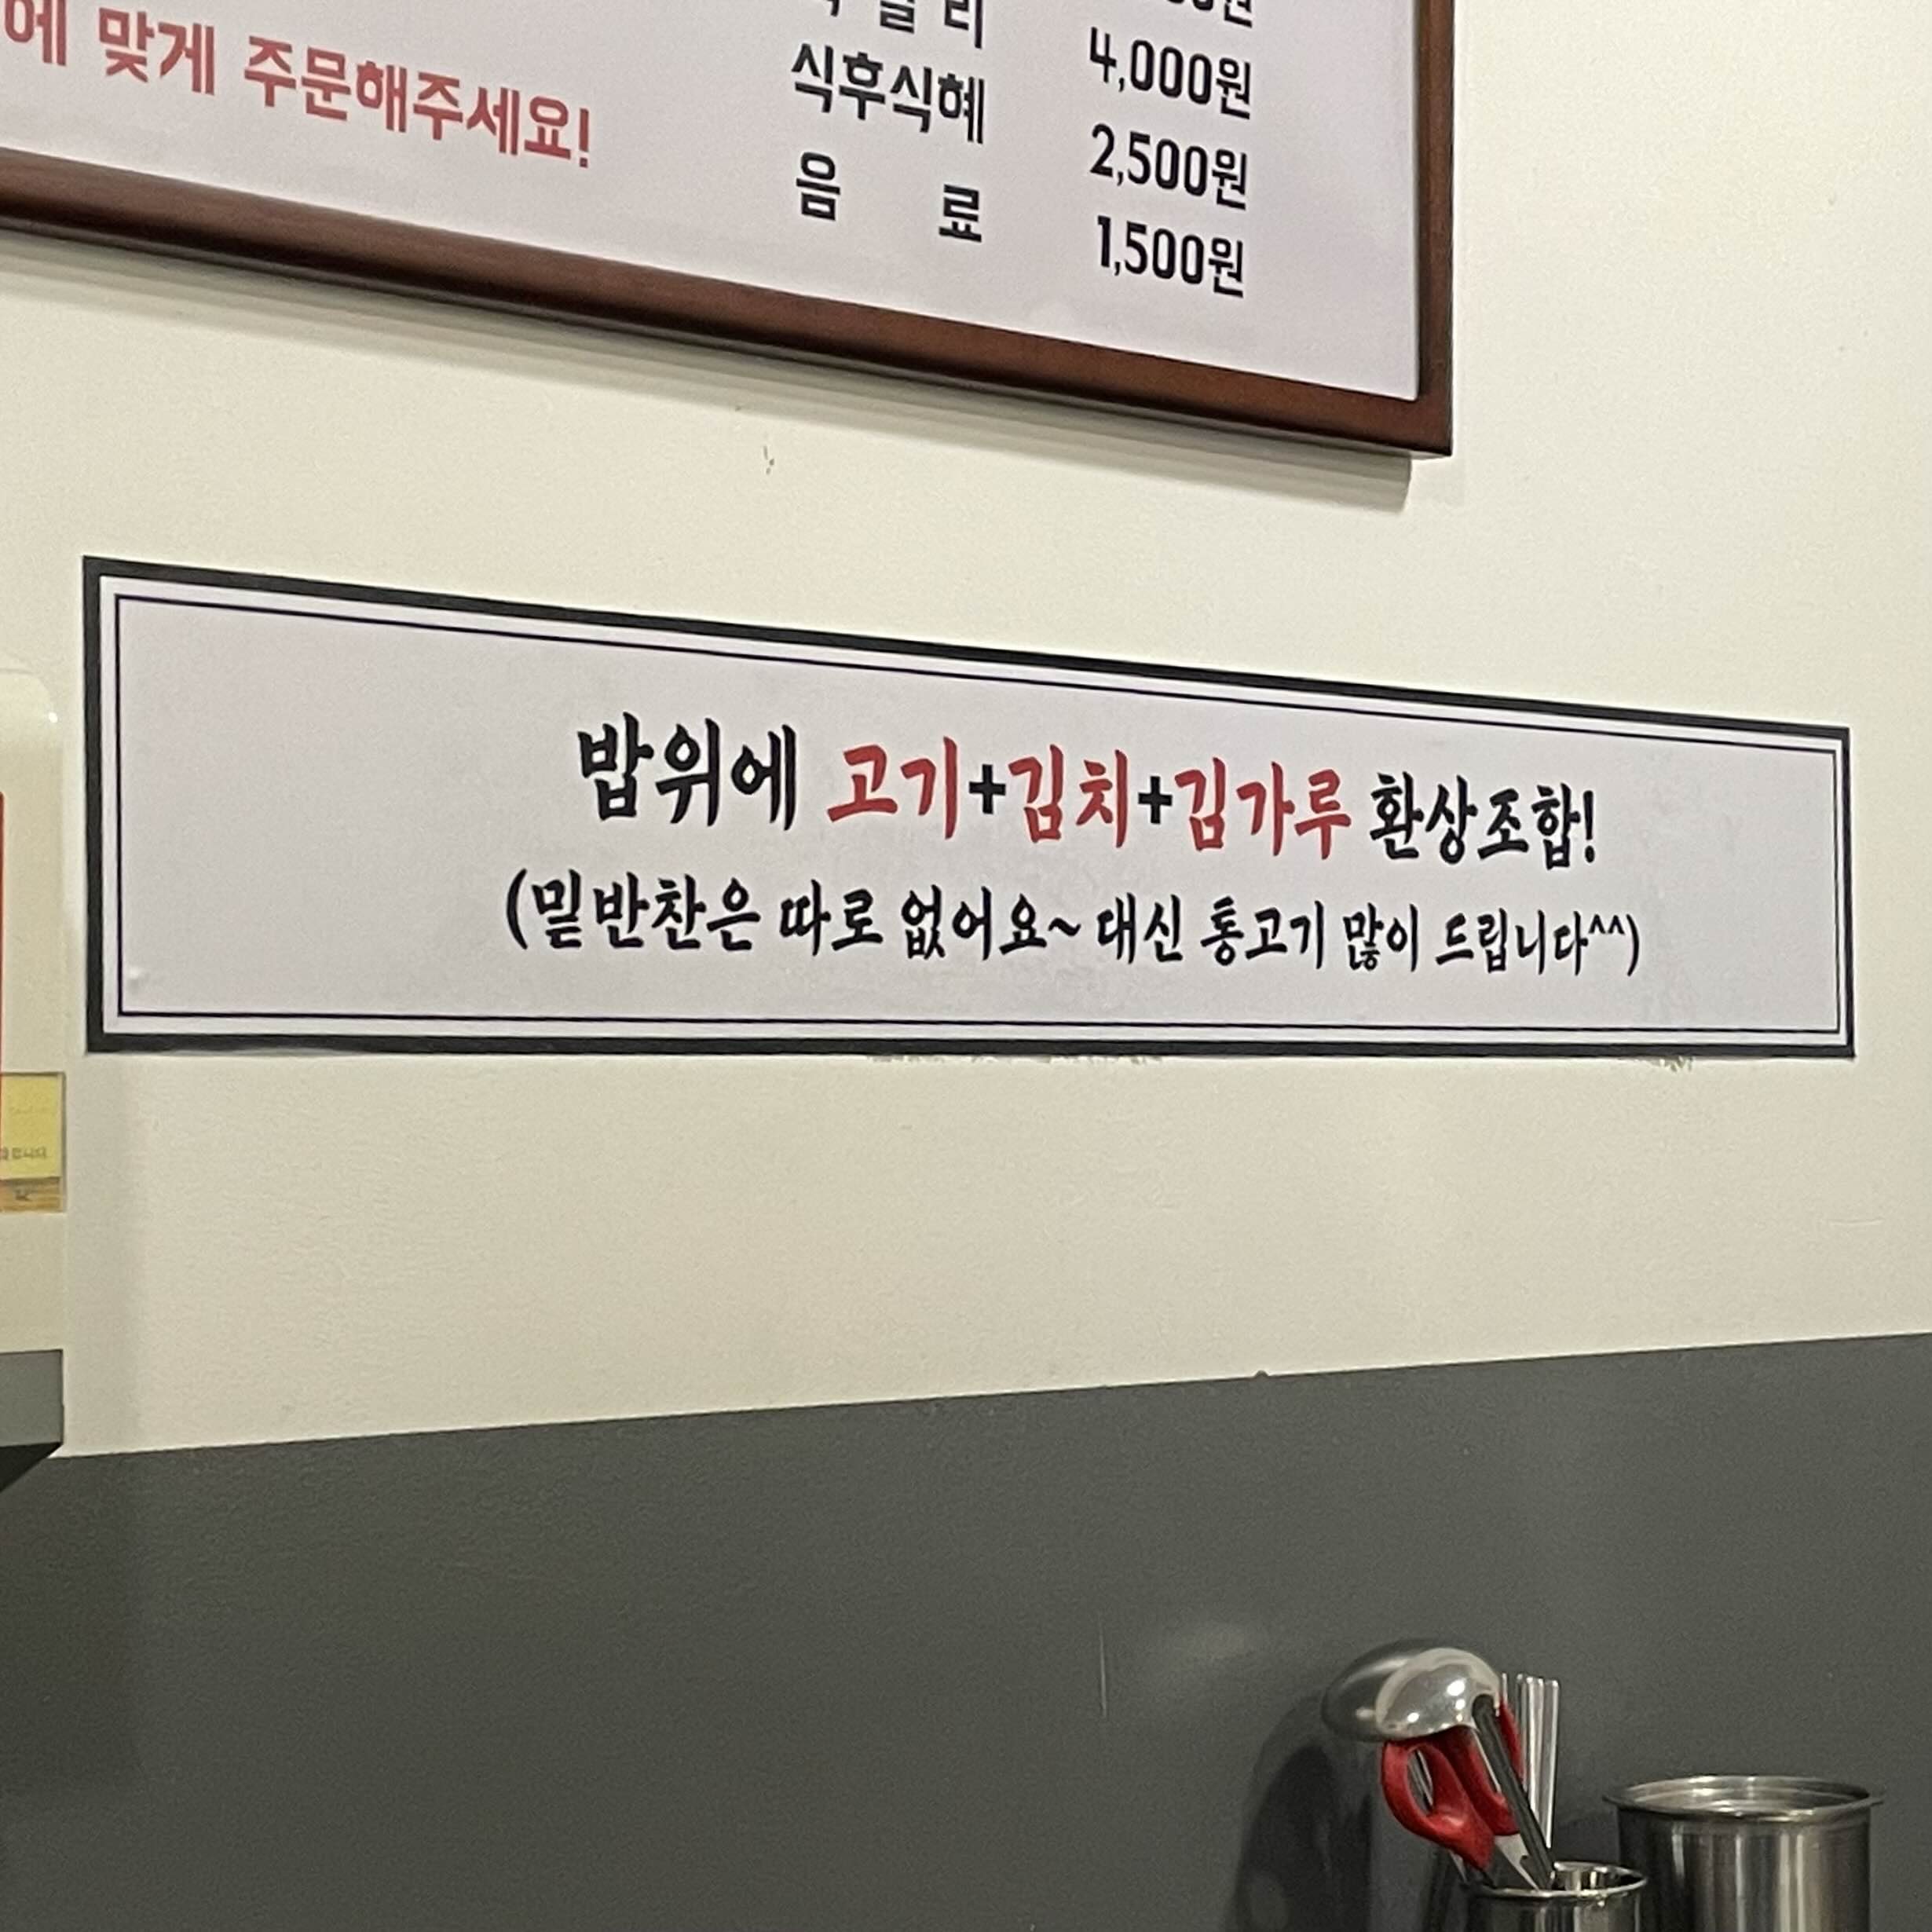 맞게 주문해주세요!
4,000원
식후식혜 2,500원
음 료 1,500원
밥위에 고기+김치+김가루 환상조합!
(밑반찬은 따로 없어요~ 대신 통고기 많이 드립니다^^)